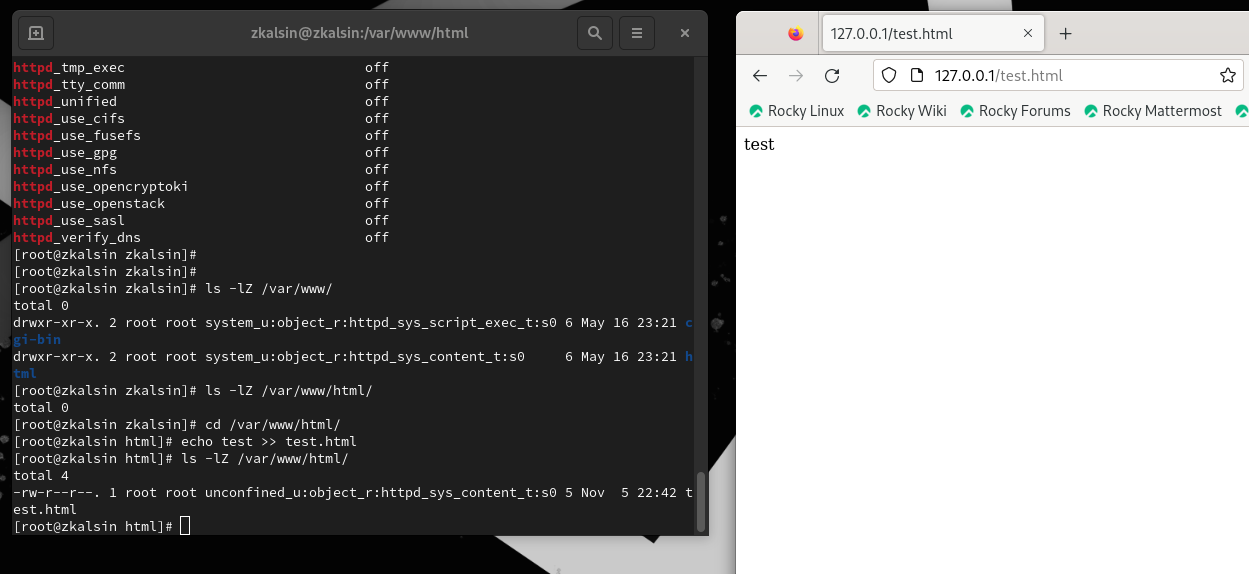 zkalsin@zkalsin:/var/www/html
httpd_tmp_exec                              off
httpd_tty_comm                              off
httpd_unified                               off
httpd_use_cifs                              off
httpd_use_fusefs                            off
httpd_use_gpg                               off
httpd_use_nfs                               off
httpd_use_opencryptoki                      off
httpd_use_openstack                         off
httpd_use_sasl                              off
httpd_verify_dns                            off
[root@zkalsin zkalsin]#
[root@zkalsin zkalsin]#
[root@zkalsin zkalsin]# ls -lZ /var/www/
total 0
drwxr-xr-x. 2 root root system_u:object_r:httpd_sys_script_exec_t:s0 6 May 16 23:21 c
gi-bin
drwxr-xr-x. 2 root root system_u:object_r:httpd_sys_content_t:s0     6 May 16 23:21 h
tml
[root@zkalsin zkalsin]# ls -lZ /var/www/html/
total 0
[root@zkalsin zkalsin]# cd /var/www/html/
[root@zkalsin html]# echo test >> test.html
[root@zkalsin html]# ls -lZ /var/www/html/
total 4
-rw-r--r--. 1 root root unconfined_u:object_r:httpd_sys_content_t:s0 5 Nov  5 22:42 t
est.html
[root@zkalsin html]#
127.0.0.1/test.html
127.0.0.1/test.html
Rocky Linux Rocky Wiki Rocky Forums Rocky Mattermost
test